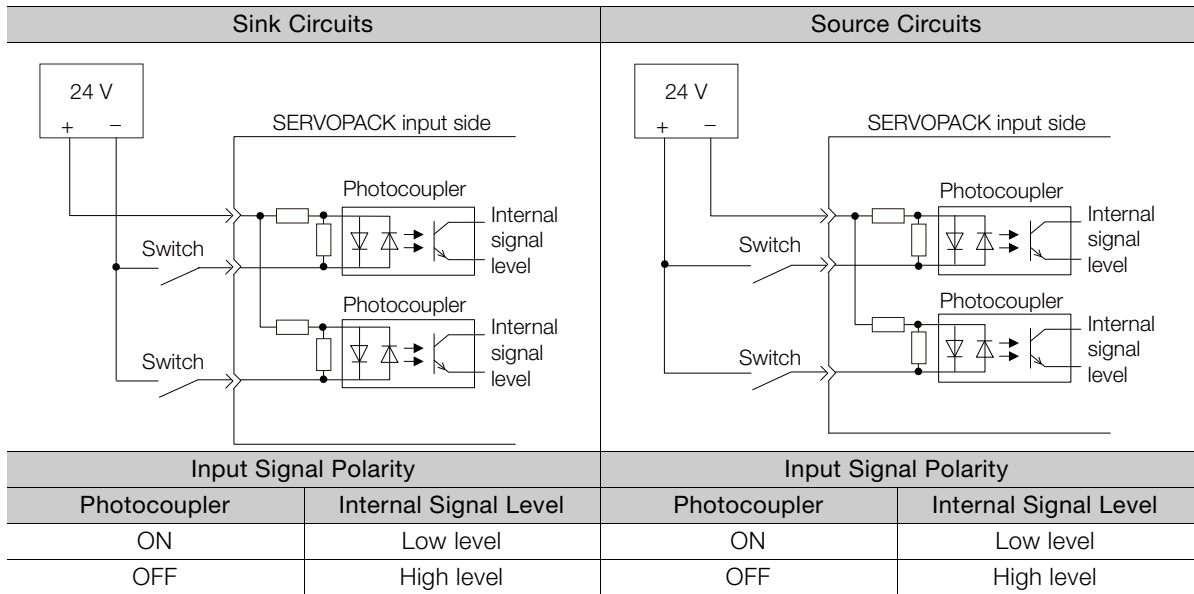 Sink Circuits
Source Circuits
24 V
+ −
SERVOPACK input side
Photocoupler
Internal
signal
level
Switch
Photocoupler
Internal
signal
level
Switch
24 V
+ −
SERVOPACK input side
Photocoupler
Internal
signal
level
Switch
Photocoupler
Internal
signal
level
Switch
Input Signal Polarity
Input Signal Polarity
Photocoupler Internal Signal Level Photocoupler Internal Signal Level
ON Low level ON Low level
OFF High level OFF High level